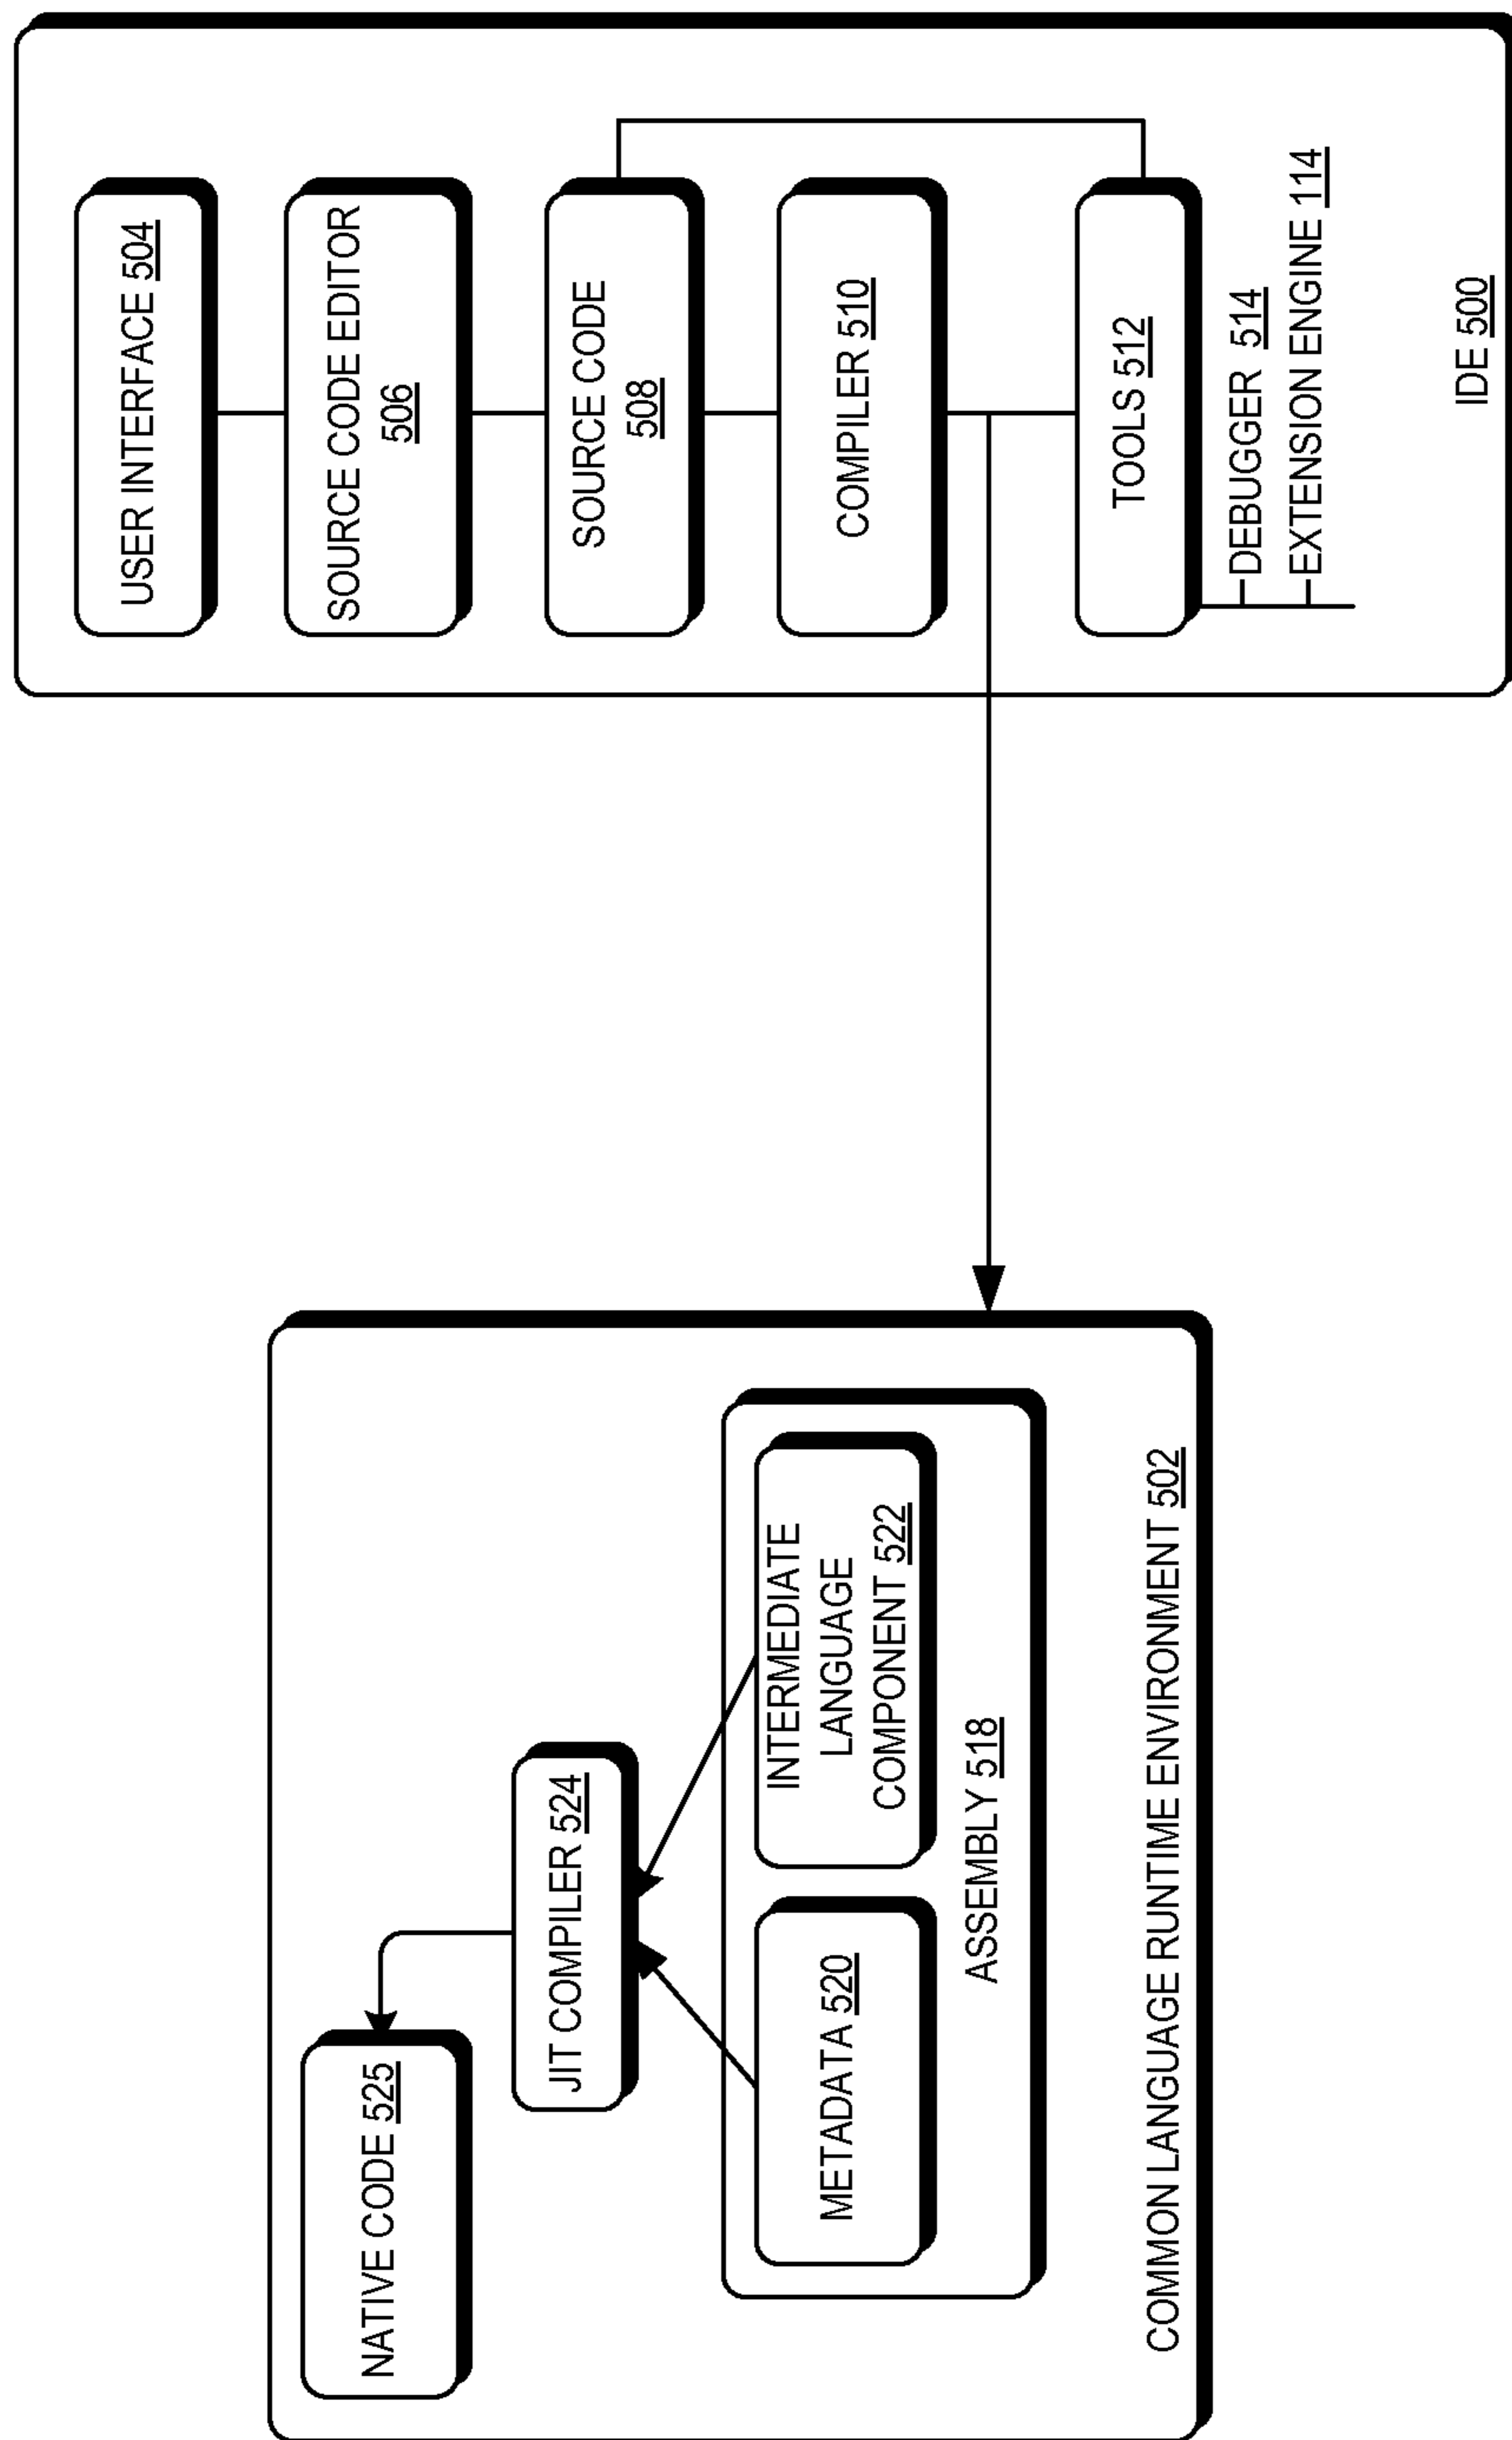 NATIVE CODE 525
JIT COMPILER 524
METADATA 520
INTERMEDIATE
LANGUAGE
COMPONENT 522
ASSEMBLY 518
COMMON LANGUAGE RUNTIME ENVIRONMENT 502
USER INTERFACE 504
SOURCE CODE EDITOR
506
SOURCE CODE
508
COMPILER 510
TOOLS 512
DEBUGGER 514
EXTENSION ENGINE 114
IDE 500